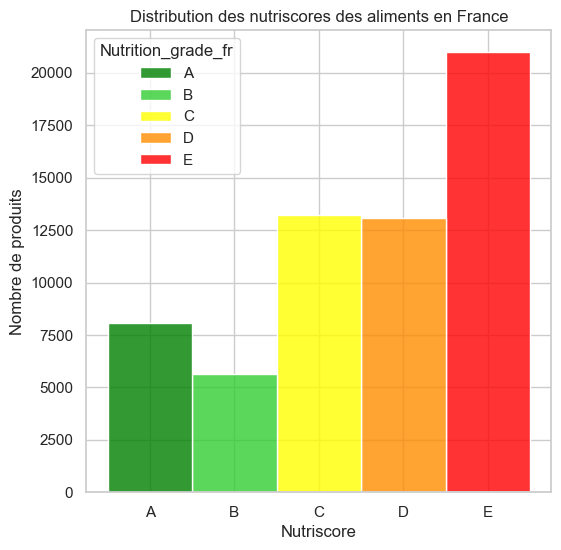 Distribution des nutriscores des aliments en France
Nutrition_grade_fr
A
B
C
D
E
20000
17500
15000
12500
10000
7500
5000
2500
0
Nombre de produits
A B C D E
Nutriscore